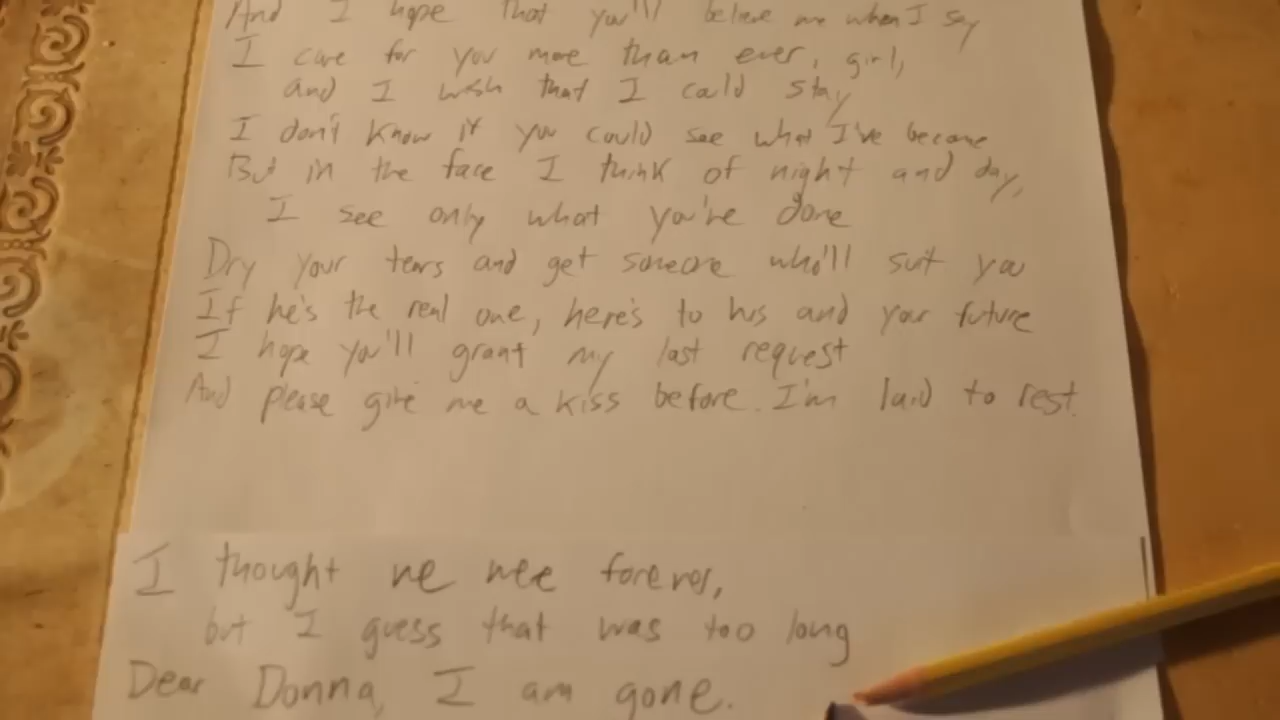 And I hope that you'll believe me when I say
I care for you more than ever, girl,
and I wish that I could stay
I don't know if you could see what I've become
But in the face I think of night and day,
I see only what you're done
Dry your tears and get someone who'll suit you
If he's the real one, here's to his and your future
I hope you'll grant my last request
And please give me a kiss before I'm laid to rest.
I thought we were forever,
but I guess that was too long
Dear Donna, I am gone.